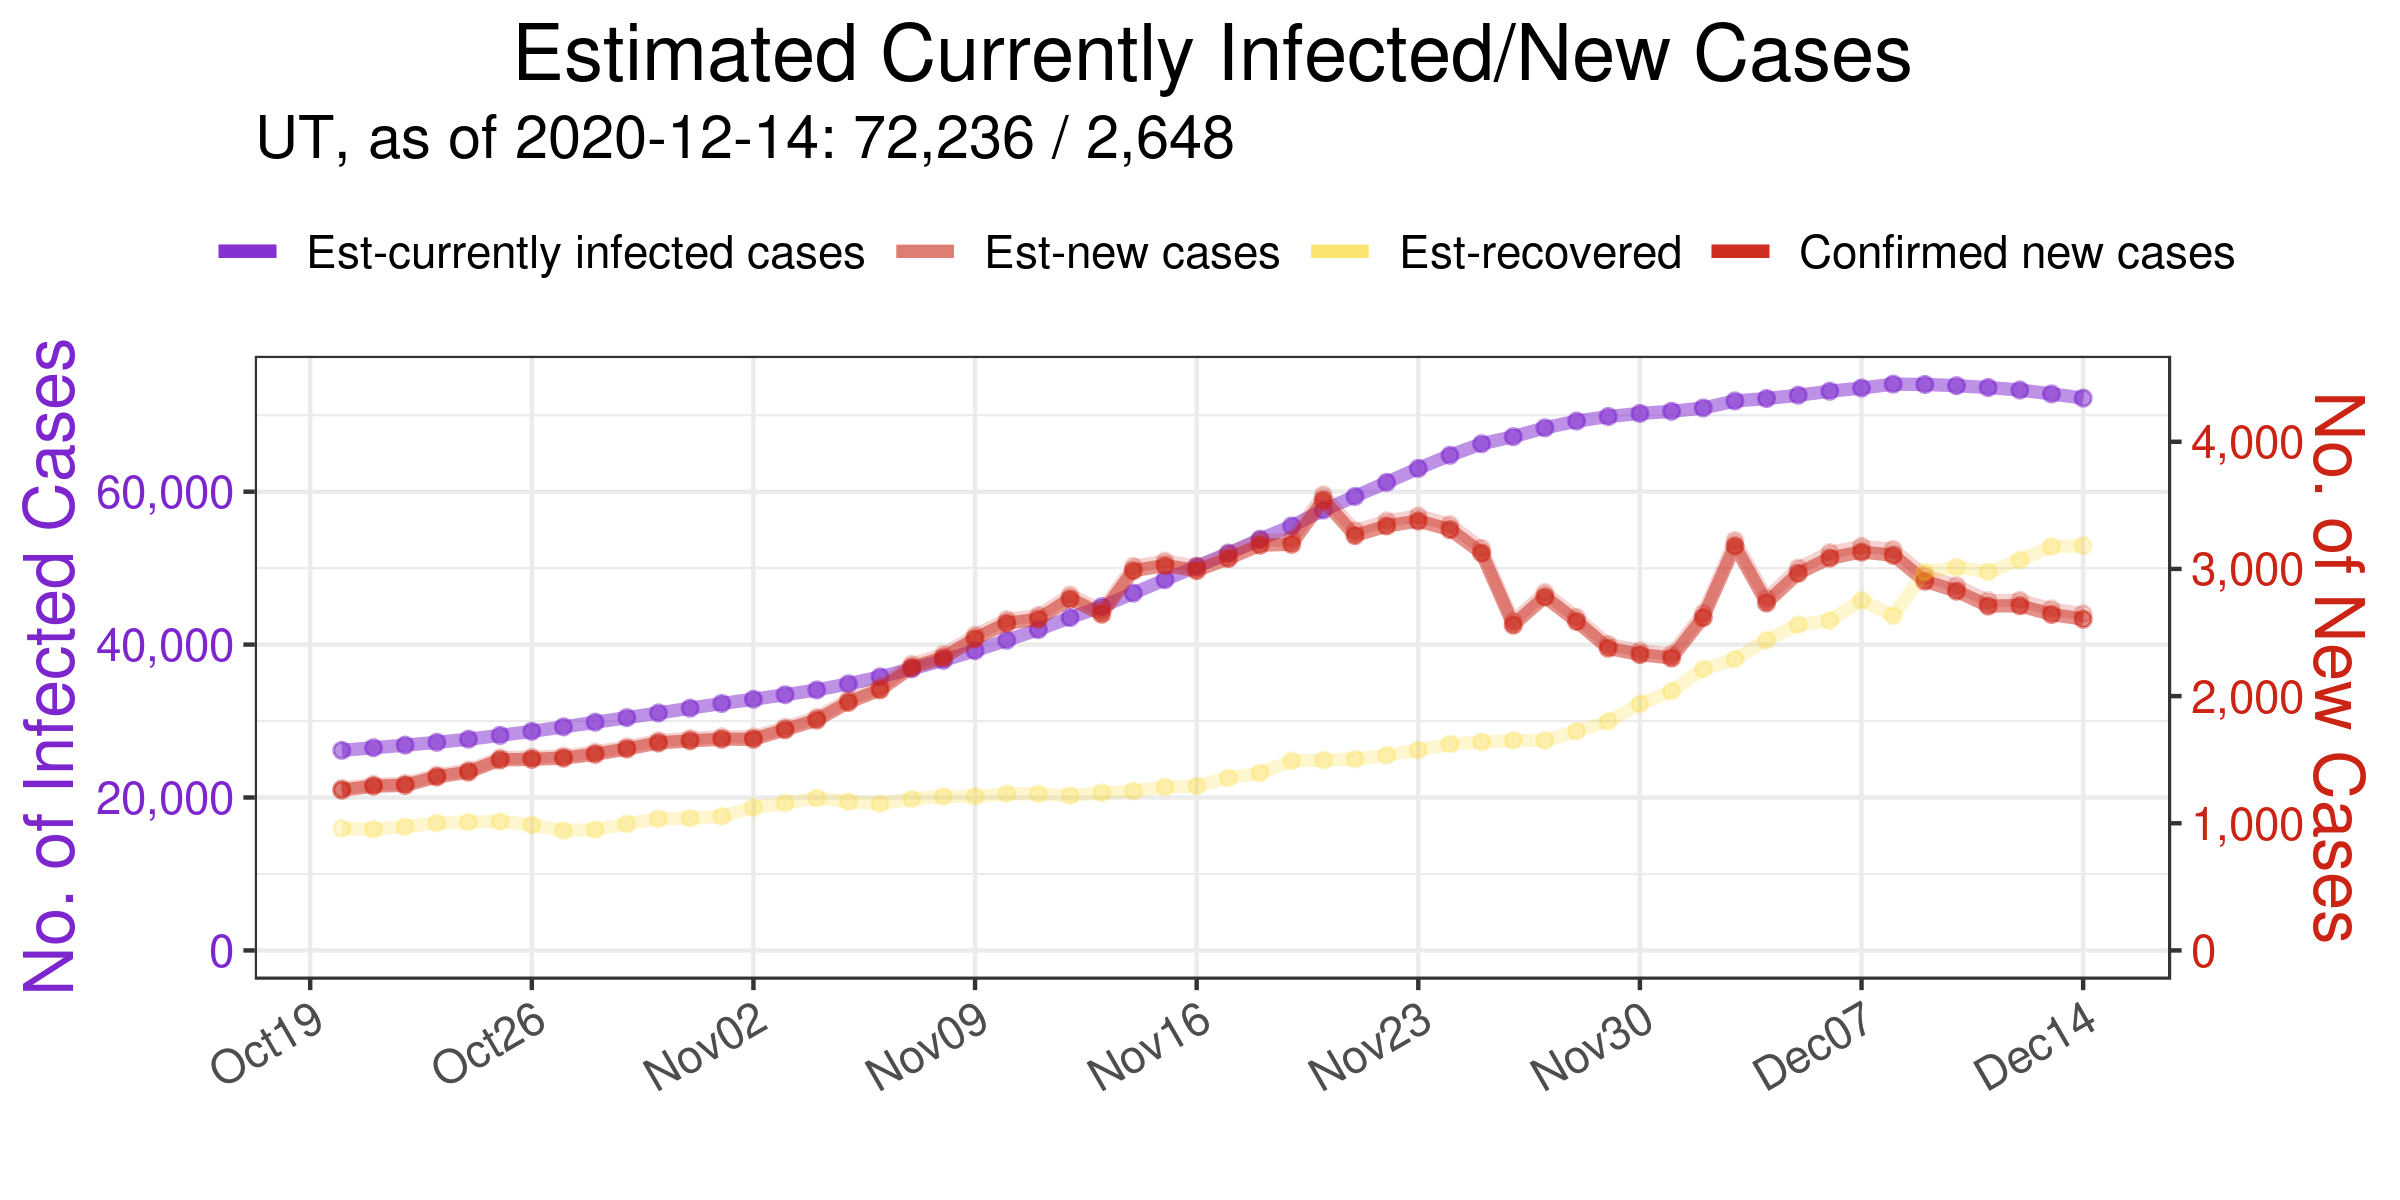 Estimated Currently Infected/New Cases
UT, as of 2020-12-14: 72,236 / 2,648
Est-currently infected cases Est-new cases Est-recovered Confirmed new cases
No. of Infected Cases
60,000
40,000
20,000
0
4,000
3,000
2,000
1,000
0
No. of New Cases
Oct19 Oct26 Nov02 Nov09 Nov16 Nov23 Nov30 Dec07 Dec14